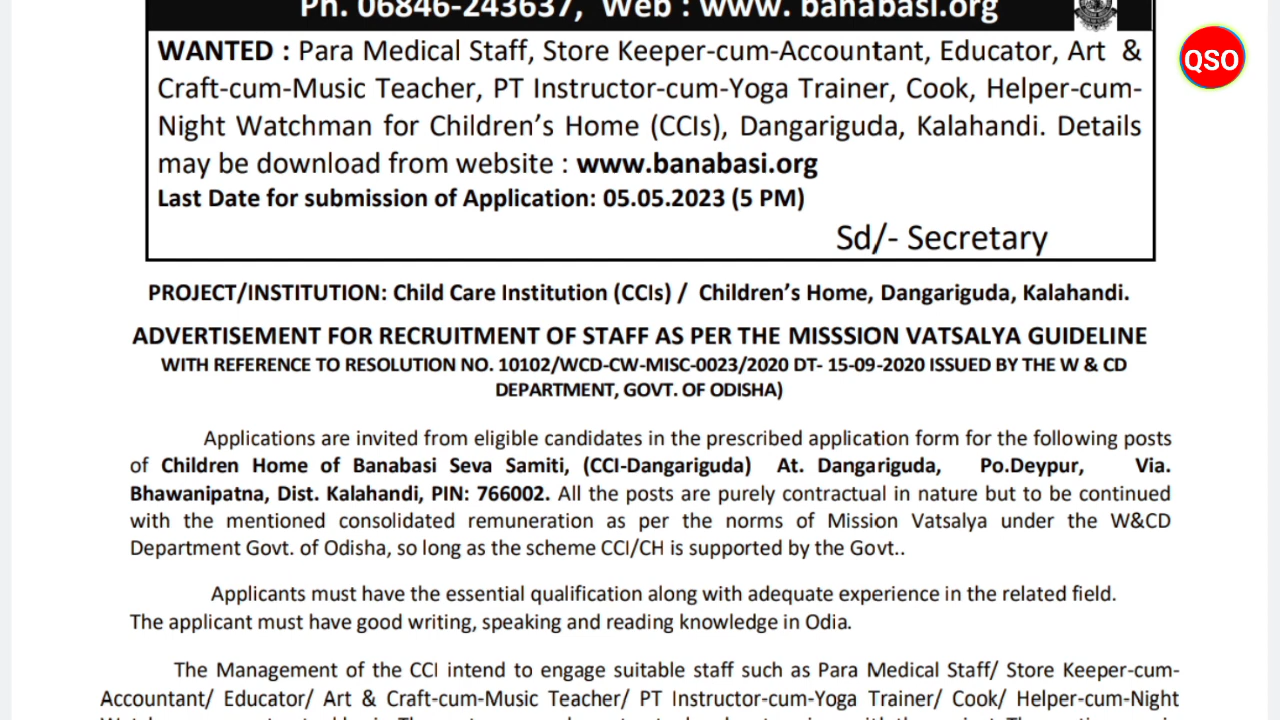 Ph. 06846-243637, Web : www. banabasi.org
WANTED : Para Medical Staff, Store Keeper-cum-Accountant, Educator, Art &
Craft-cum-Music Teacher, PT Instructor-cum-Yoga Trainer, Cook, Helper-cum-
Night Watchman for Children's Home (CCIs), Dangariguda, Kalahandi. Details
may be download from website : www.banabasi.org
Last Date for submission of Application: 05.05.2023 (5 PM)
Sd/- Secretary
QSO
PROJECT/INSTITUTION: Child Care Institution (CCIs) / Children's Home, Dangariguda, Kalahandi.
ADVERTISEMENT FOR RECRUITMENT OF STAFF AS PER THE MISSSION VATSALYA GUIDELINE
WITH REFERENCE TO RESOLUTION NO. 10102/WCD-CW-MISC-0023/2020 DT- 15-09-2020 ISSUED BY THE W & CD
DEPARTMENT, GOVT. OF ODISHA)
Applications are invited from eligible candidates in the prescribed application form for the following posts
of Children Home of Banabasi Seva Samiti, (CCI-Dangariguda) At. Dangariguda, Po.Deypur, Via.
Bhawanipatna, Dist. Kalahandi, PIN: 766002. All the posts are purely contractual in nature but to be continued
with the mentioned consolidated remuneration as per the norms of Mission Vatsalya under the W&CD
Department Govt. of Odisha, so long as the scheme CCI/CH is supported by the Govt..
Applicants must have the essential qualification along with adequate experience in the related field.
The applicant must have good writing, speaking and reading knowledge in Odia.
The Management of the CCI intend to engage suitable staff such as Para Medical Staff/ Store Keeper-cum-
Accountant/ Educator/ Art & Craft-cum-Music Teacher/ PT Instructor-cum-Yoga Trainer/ Cook/ Helper-cum-Night